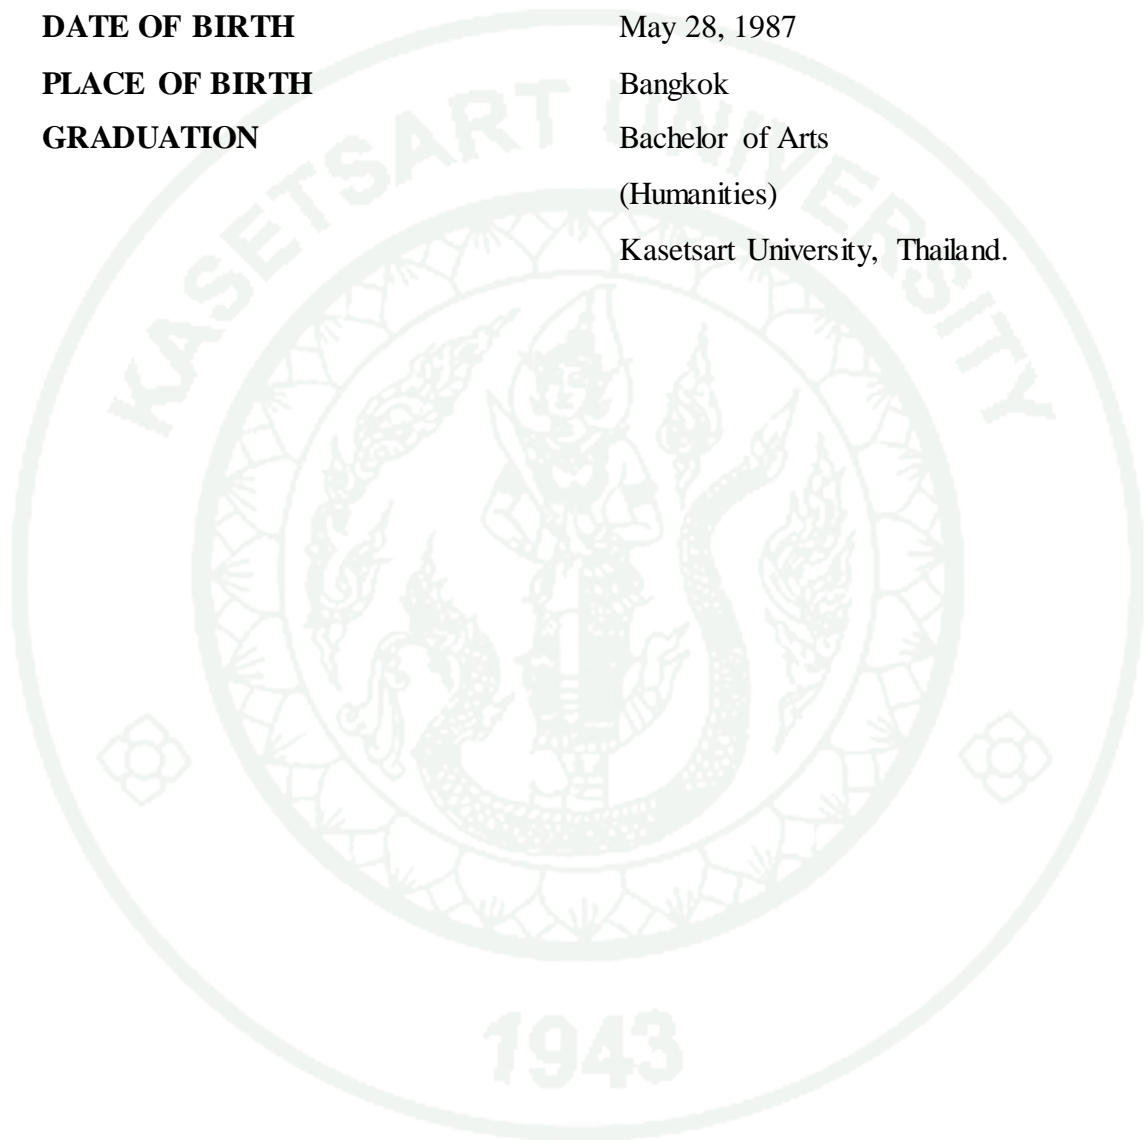 DATE OF BIRTH May 28, 1987
PLACE OF BIRTH Bangkok
GRADUATION Bachelor of Arts
(Humanities)
Kasetsart University, Thailand.
KASETSART UNIVERSITY
1943